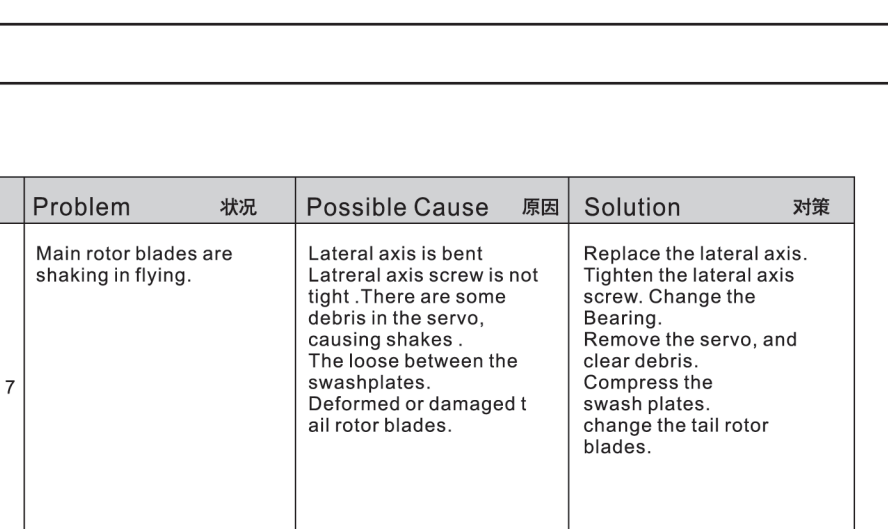 Problem 状况 Possible Cause 原因 Solution 对策
7
Main rotor blades are
shaking in flying.
Lateral axis is bent
Latreral axis screw is not
tight .There are some
debris in the servo,
causing shakes .
The loose between the
swashplates.
Deformed or damaged t
ail rotor blades.
Replace the lateral axis.
Tighten the lateral axis
screw. Change the
Bearing.
Remove the servo, and
clear debris.
Compress the
swash plates.
change the tail rotor
blades.